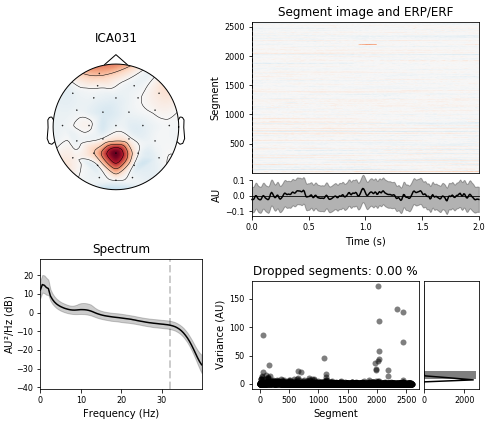 ICA031
Segment image and ERP/ERF
Segment
2500
2000
1500
1000
500
AU
0.1
0.0
−0.1
0.0 0.5 1.0 1.5 2.0
Time (s)
Spectrum
AU²/Hz (dB)
20
10
0
−10
−20
−30
−40
0 10 20 30
Frequency (Hz)
Dropped segments: 0.00 %
Variance (AU)
150
100
50
0
0 500 1000 1500 2000 2500
Segment
0 2000